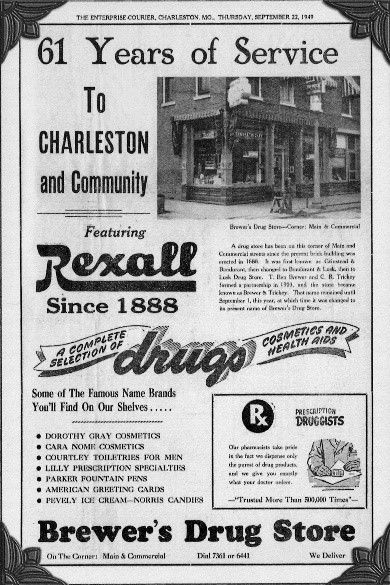 THE ENTERPRISE-COURIER, CHARLESTON, MO., THURSDAY, SEPTEMBER 22, 1949
61 Years of Service
To
CHARLESTON
and Community
Brewer's Drug Store—Corner: Main & Commercial
Featuring
Rexall
Since 1888
A drug store has been on this corner of Main and
Commercial streets since the present brick building was
erected in 1888. It was first known as Grinstead &
Bondurant, then changed to Bondurant & Lusk, then to
Lusk Drug Store. T. Ben Brewer and C. R. Trickey
formed a partnership in 1909, and the store became
known as Brewer & Trickey. That name remained until
September 1, this year, at which time it was changed to
its present name of Brewer's Drug Store.
A COMPLETE
SELECTION OF
drugs
COSMETICS AND
HEALTH AIDS
Some of The Famous Name Brands
You'll Find On Our Shelves . . . . .
• DOROTHY GRAY COSMETICS
• CARA NOME COSMETICS
• COURTLEY TOILETRIES FOR MEN
• LILLY PRESCRIPTION SPECIALTIES
• PARKER FOUNTAIN PENS
• AMERICAN GREETING CARDS
• PEVELY ICE CREAM—NORRIS CANDIES
Rx
PRESCRIPTION
DRUGGISTS
Our pharmacists take pride
in the fact we dispense only
the purest of drug products,
and we give you exactly
what your doctor orders.
—"Trusted More Than 500,000 Times"—
Brewer's Drug Store
On The Corner: Main & Commercial
Dial 7361 or 6441
We Deliver